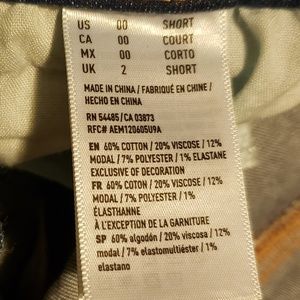 US 00 SHORT
CA 00 COURT
MX 00 CORTO
UK 2 SHORT
MADE IN CHINA / FABRIQUÉ EN CHINE /
HECHO EN CHINA
RN 54485/CA 03873
RFC# AEM120605U9A
EN 60% COTTON / 20% VISCOSE / 12%
MODAL / 7% POLYESTER / 1% ELASTANE
EXCLUSIVE OF DECORATION
FR 60% COTON / 20% VISCOSE / 12%
MODAL / 7% POLYESTER / 1%
ÉLASTHANNE
À L'EXCEPTION DE LA GARNITURE
SP 60% algodón / 20% viscosa / 12%
modal / 7% elastomultiéster / 1%
elastano